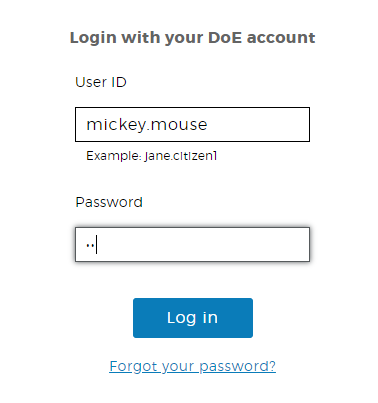 Login with your DoE account
User ID
mickey.mouse
Example: jane.citizen1
Password
••
Log in
Forgot your password?